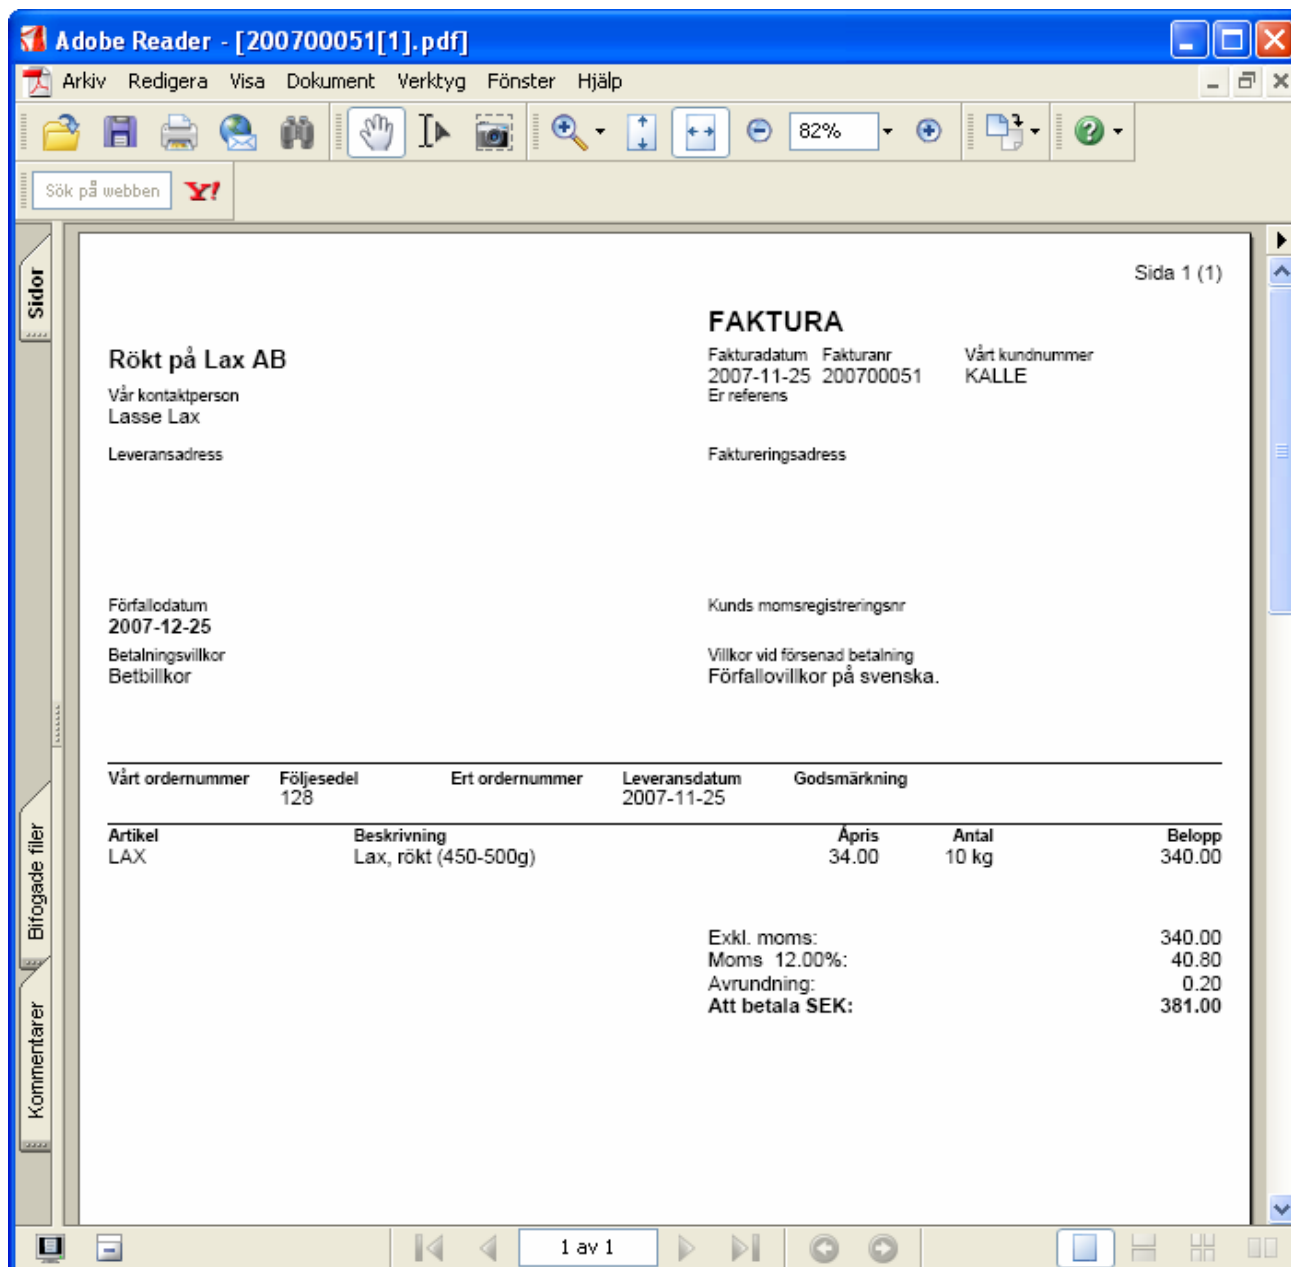 Adobe Reader - [200700051[1].pdf]
Arkiv Redigera Visa Dokument Verktyg Fönster Hjälp
82%
Sök på webben Y!
Sidor
Bifogade filer
Kommentarer
Sida 1 (1)
FAKTURA
Rökt på Lax AB
Fakturadatum Fakturanr Vårt kundnummer
2007-11-25 200700051 KALLE
Vår kontaktperson Er referens
Lasse Lax
Leveransadress Faktureringsadress
Förfallodatum Kunds momsregistreringsnr
2007-12-25
Betalningsvillkor Villkor vid försenad betalning
Betbillkor Förfallovillkor på svenska.
Vårt ordernummer Följesedel Ert ordernummer Leveransdatum Godsmärkning
128 2007-11-25
Artikel Beskrivning Ápris Antal Belopp
LAX Lax, rökt (450-500g) 34.00 10 kg 340.00
Exkl. moms: 340.00
Moms 12.00%: 40.80
Avrundning: 0.20
Att betala SEK: 381.00
1 av 1